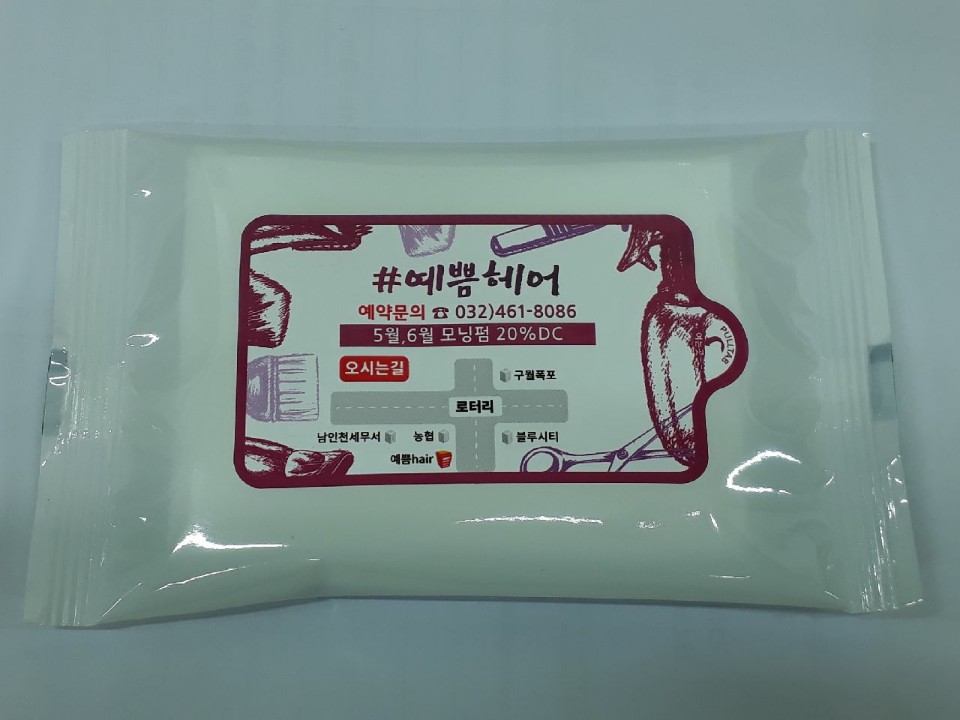 #예쁨헤어
예약문의 ☎ 032)461-8086
5월,6월 모닝펌 20%DC
PULL TAB
오시는길
구월폭포
로터리
남인천세무서 농협 블루시티
예쁨hair